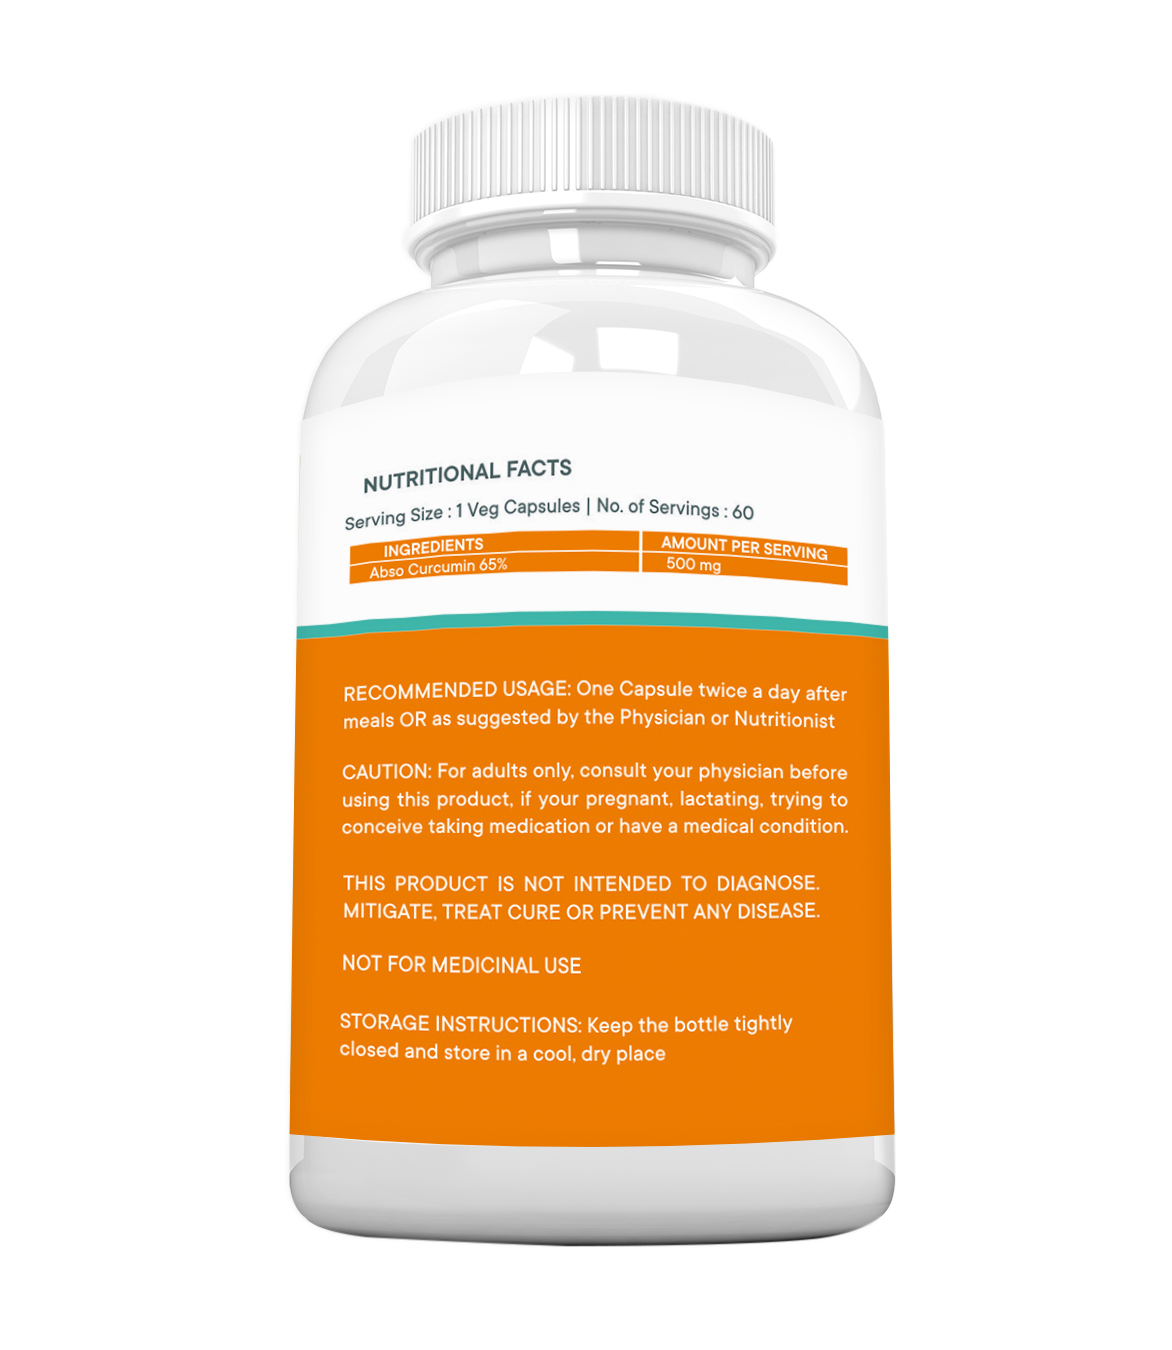 NUTRITIONAL FACTS
Serving Size : 1 Veg Capsules | No. of Servings : 60
INGREDIENTS AMOUNT PER SERVING
Abso Curcumin 65% 500 mg
RECOMMENDED USAGE: One Capsule twice a day after
meals OR as suggested by the Physician or Nutritionist
CAUTION: For adults only, consult your physician before
using this product, if your pregnant, lactating, trying to
conceive taking medication or have a medical condition.
THIS PRODUCT IS NOT INTENDED TO DIAGNOSE.
MITIGATE, TREAT CURE OR PREVENT ANY DISEASE.
NOT FOR MEDICINAL USE
STORAGE INSTRUCTIONS: Keep the bottle tightly
closed and store in a cool, dry place